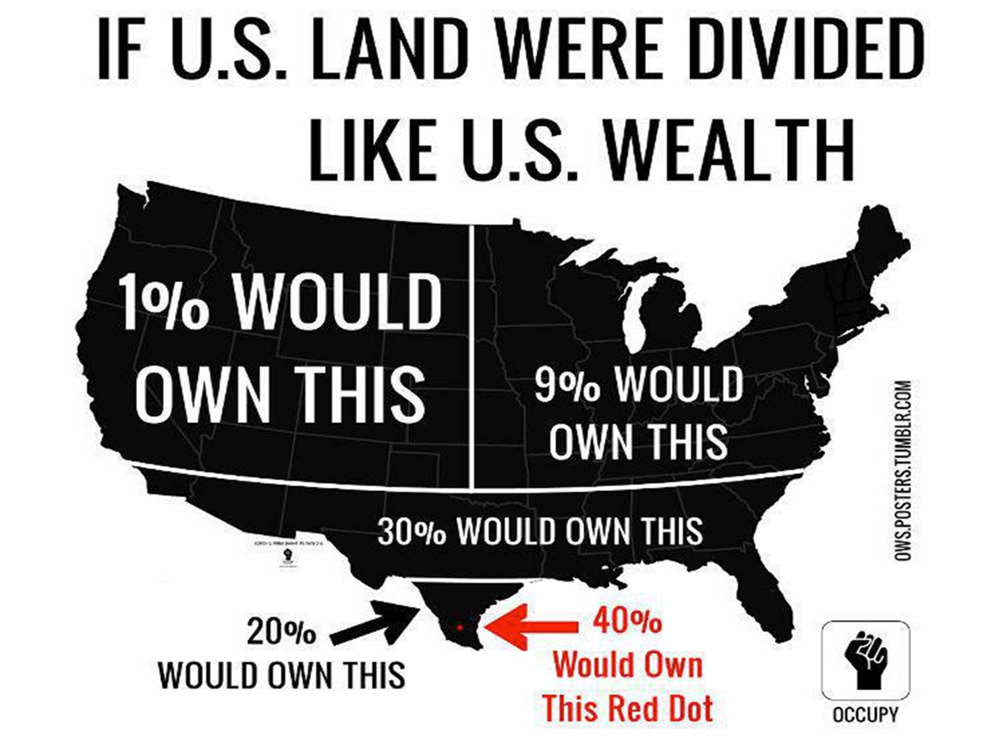 IF U.S. LAND WERE DIVIDED
LIKE U.S. WEALTH
1% WOULD
OWN THIS
9% WOULD
OWN THIS
30% WOULD OWN THIS
20%
WOULD OWN THIS
40%
Would Own
This Red Dot
OWS.POSTERS.TUMBLR.COM
OCCUPY